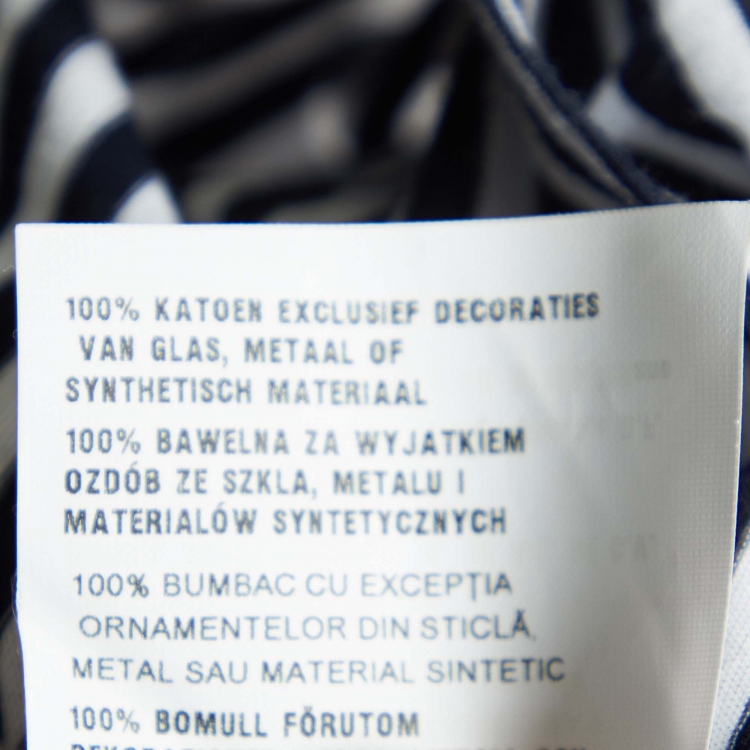 100% KATOEN EXCLUSIEF DECORATIES
VAN GLAS, METAAL OF
SYNTHETISCH MATERIAAL
100% BAWELNA ZA WYJATKIEM
OZDÓB ZE SZKLA, METALU I
MATERIALÓW SYNTETYCZNYCH
100% BUMBAC CU EXCEPŢIA
ORNAMENTELOR DIN STICLĂ,
METAL SAU MATERIAL SINTETIC
100% BOMULL FÖRUTOM